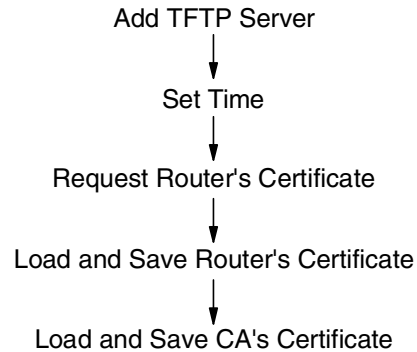 Add TFTP Server
Set Time
Request Router's Certificate
Load and Save Router's Certificate
Load and Save CA's Certificate